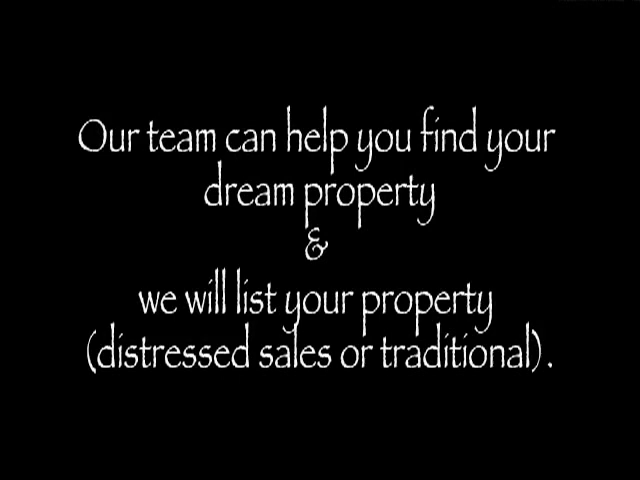 Our team can help you find your
dream property
&
we will list your property
(distressed sales or traditional).